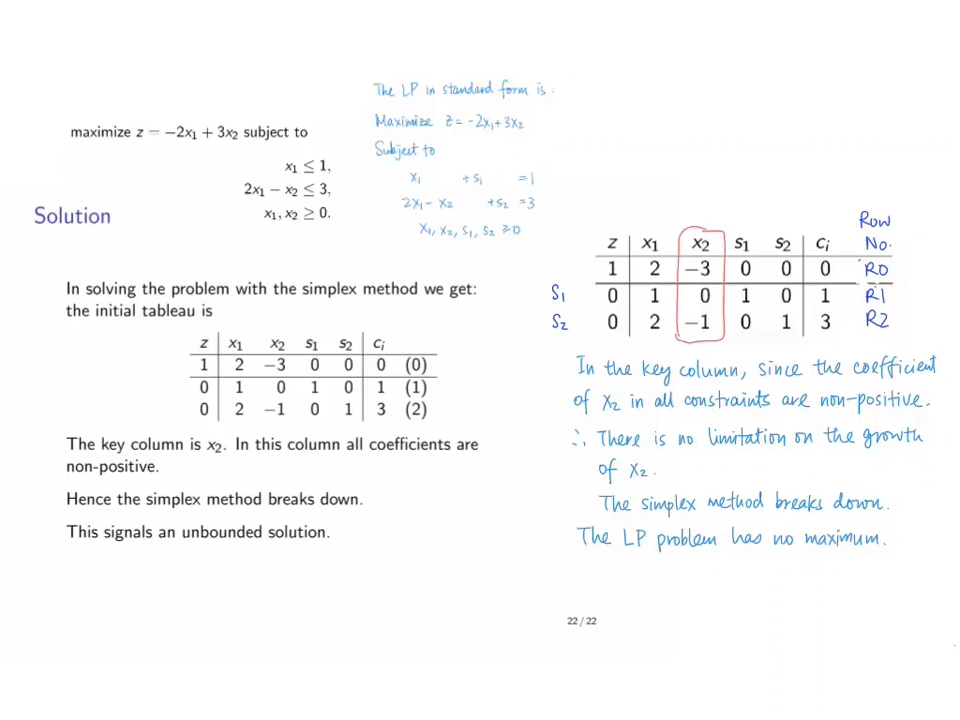 maximize z = −2x₁ + 3x₂ subject to
x₁ ≤ 1,
2x₁ − x₂ ≤ 3,
x₁, x₂ ≥ 0.
Solution
In solving the problem with the simplex method we get:
the initial tableau is
z x₁ x₂ s₁ s₂ cᵢ
1 2 −3 0 0 0 (0)
0 1 0 1 0 1 (1)
0 2 −1 0 1 3 (2)
The key column is x₂. In this column all coefficients are
non-positive.
Hence the simplex method breaks down.
This signals an unbounded solution.
The LP in standard form is:
Maximize z = -2x₁+3x₂
Subject to
x₁ +s₁ =1
2x₁- x₂ +s₂ =3
x₁, x₂, s₁, s₂ ≥0
Row
z x₁ x₂ s₁ s₂ cᵢ No.
1 2 −3 0 0 0 R0
S₁ 0 1 0 1 0 1 R1
S₂ 0 2 −1 0 1 3 R2
In the key column, since the coefficient
of x₂ in all constraints are non-positive.
∴ There is no limitation on the growth
of x₂.
The simplex method breaks down.
The LP problem has no maximum.
22 / 22